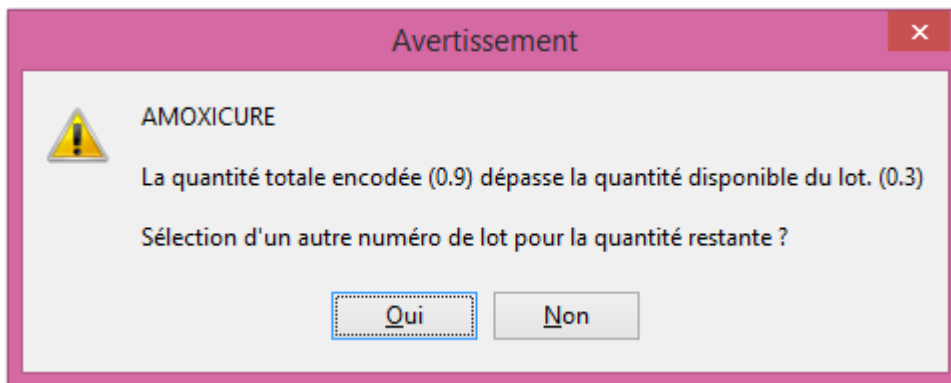 Avertissement
AMOXICURE
La quantité totale encodée (0.9) dépasse la quantité disponible du lot. (0.3)
Sélection d'un autre numéro de lot pour la quantité restante ?
Oui Non